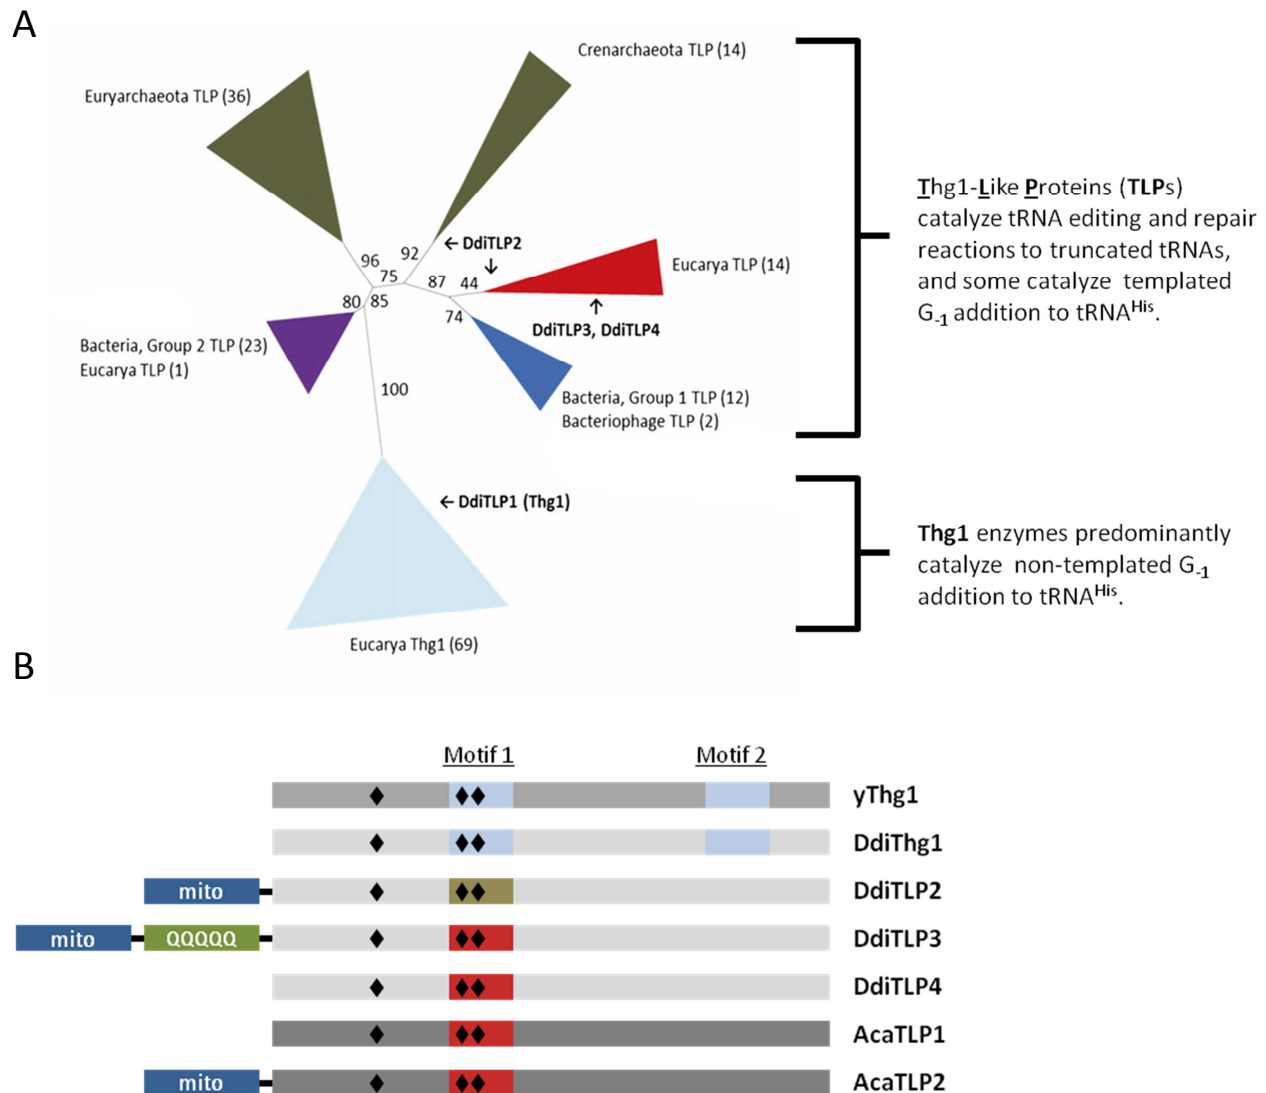 A
Crenarchaeota TLP (14)
Euryarchaeota TLP (36)
Thg1-Like Proteins (TLPs)
catalyze tRNA editing and repair
reactions to truncated tRNAs,
and some catalyze templated
G-1 addition to tRNAHis.
← DdiTLP2
↓
96
92
75
87
44
Eucarya TLP (14)
80
85
74
↑
DdiTLP3, DdiTLP4
Bacteria, Group 2 TLP (23)
Eucarya TLP (1)
100
Bacteria, Group 1 TLP (12)
Bacteriophage TLP (2)
← DdiTLP1 (Thg1)
Thg1 enzymes predominantly
catalyze non-templated G-1
addition to tRNAHis.
Eucarya Thg1 (69)
B
Motif 1
Motif 2
yThg1
DdiThg1
mito
DdiTLP2
mito
QQQQQ
DdiTLP3
DdiTLP4
AcaTLP1
mito
AcaTLP2